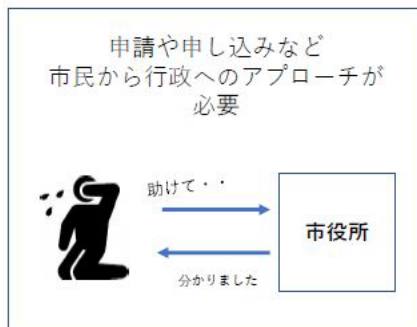 申請や申し込みなど
市民から行政へのアプローチが
必要
助けて・・
市役所
分かりました